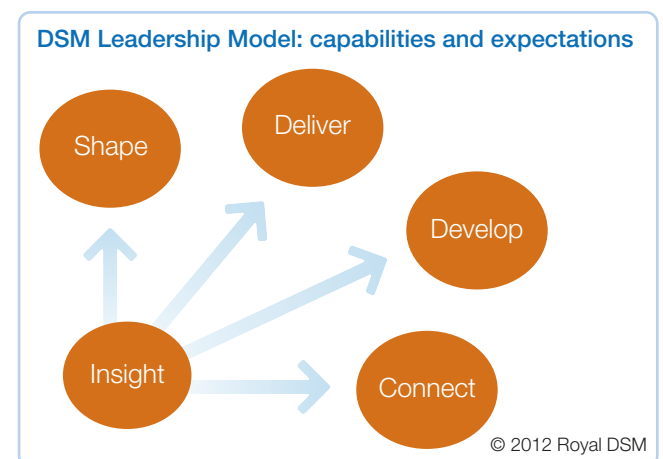 DSM Leadership Model: capabilities and expectations
Shape
Deliver
Develop
Insight
Connect
© 2012 Royal DSM